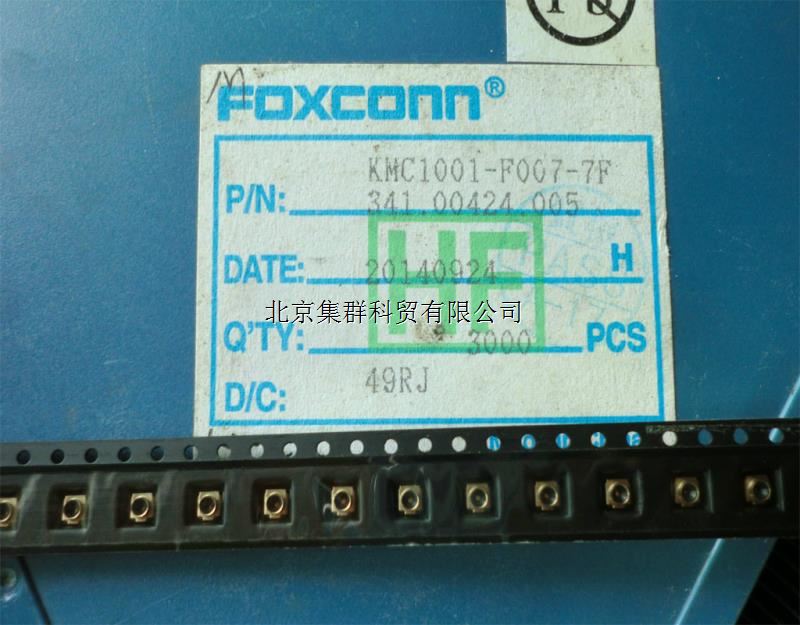 FOXCONN®
KMC1001-F007-7F
P/N: 341.00424.005
HF
DATE: 20140924 H
北京集群科贸有限公司
Q'TY: 3000 PCS
D/C: 49RJ